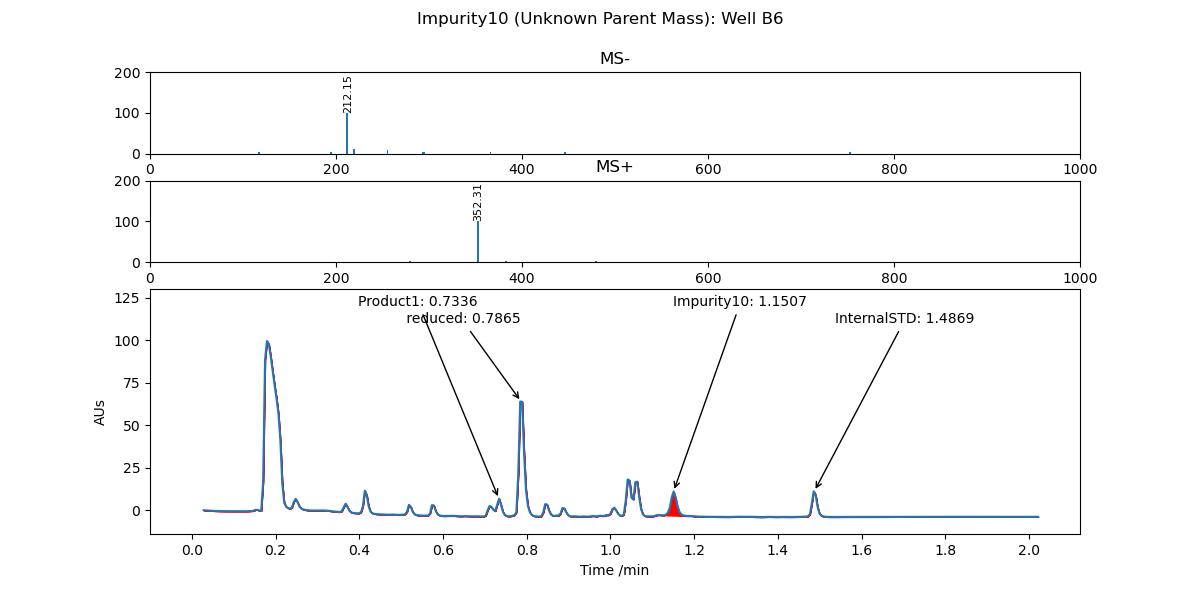 Impurity10 (Unknown Parent Mass): Well B6
MS-
200
100
0
212.15
0 200 400 600 800 1000
MS+
200
100
0
352.31
0 200 400 600 800 1000
Product1: 0.7336
reduced: 0.7865
Impurity10: 1.1507
InternalSTD: 1.4869
125
100
75
50
25
0
AUs
0.0 0.2 0.4 0.6 0.8 1.0 1.2 1.4 1.6 1.8 2.0
Time /min